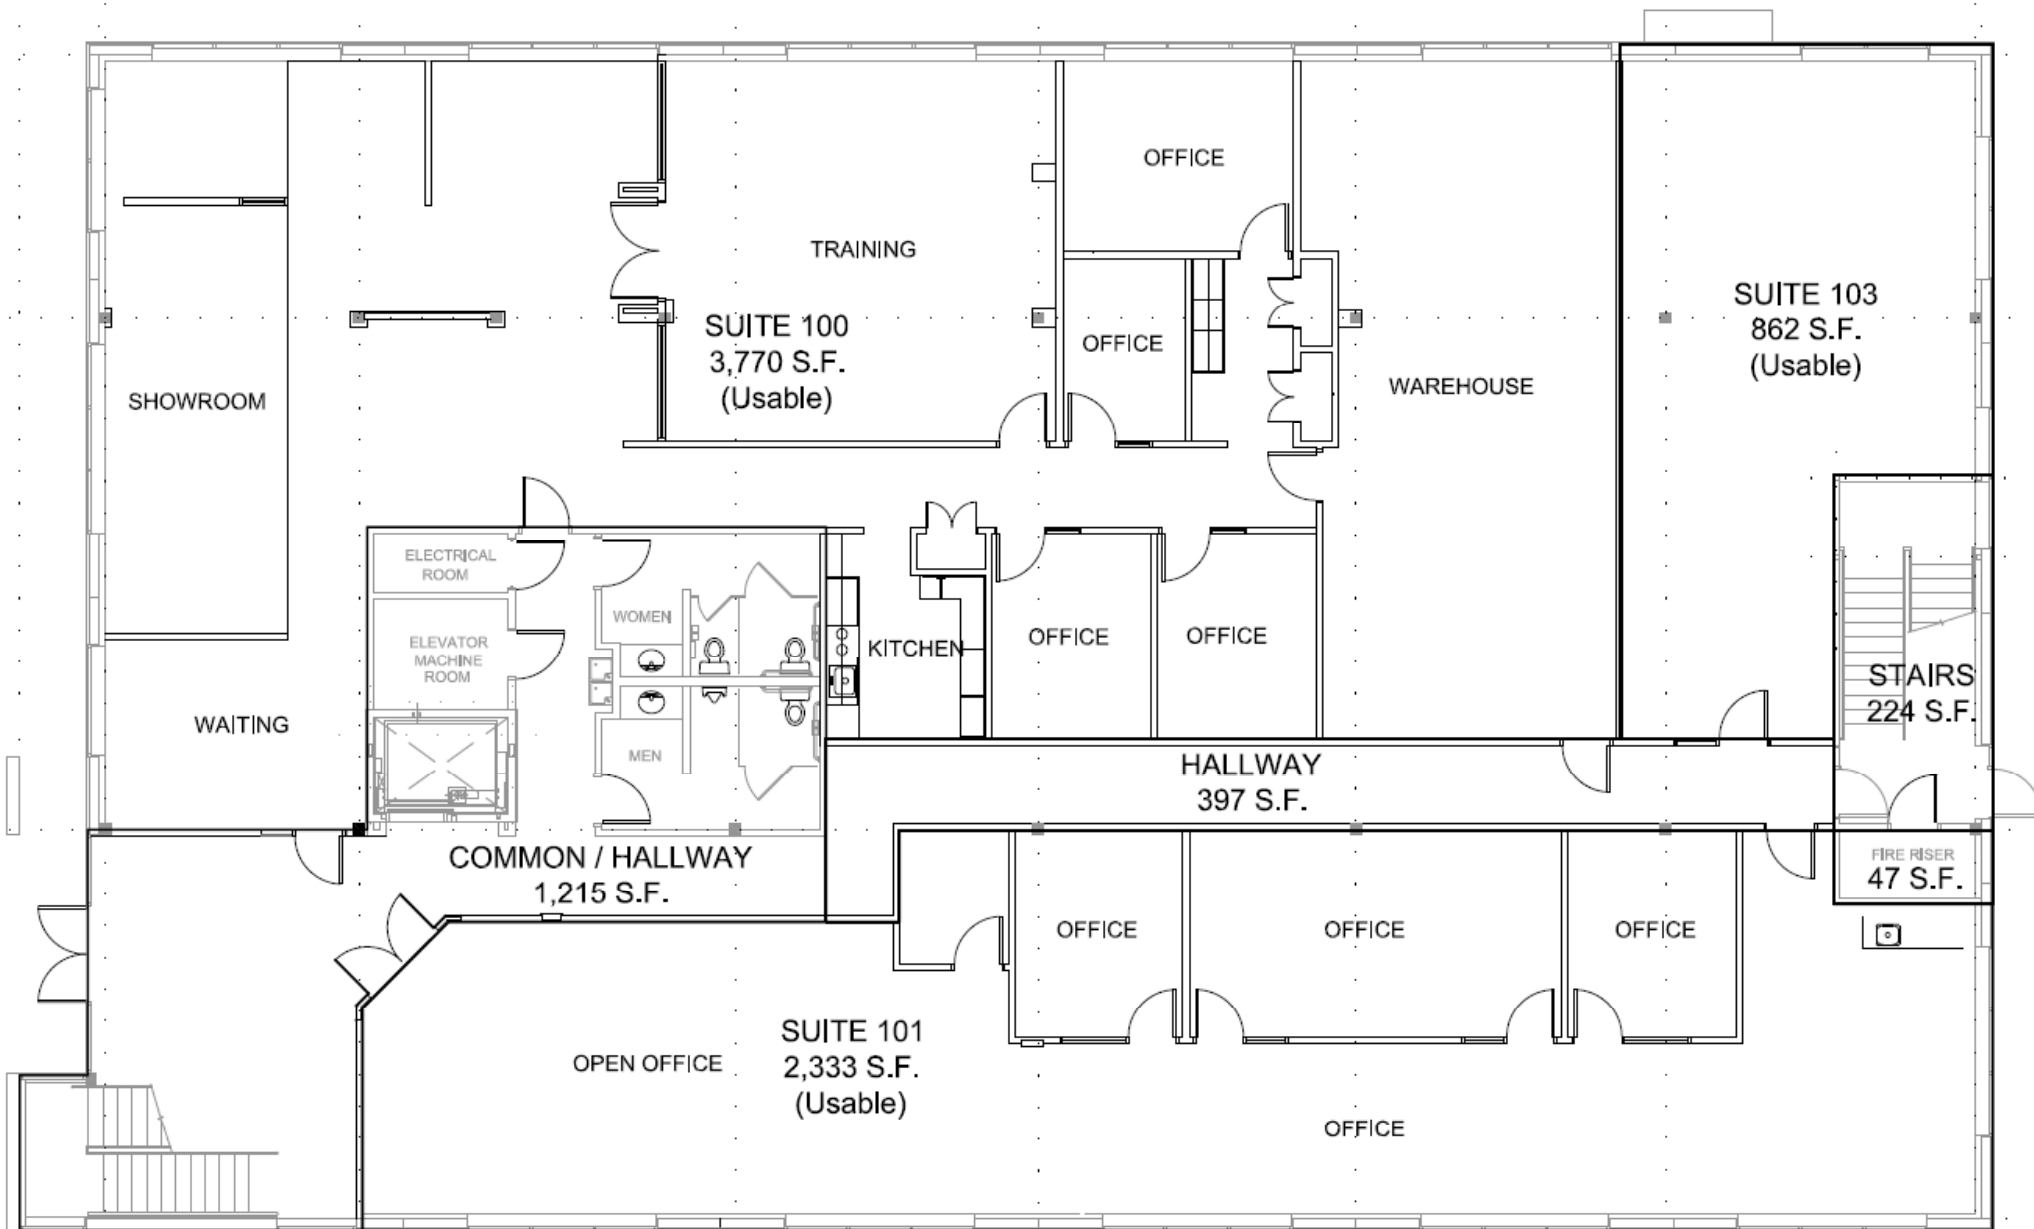 OFFICE
TRAINING
SUITE 100
3,770 S.F.
(Usable)
OFFICE
SUITE 103
862 S.F.
(Usable)
WAREHOUSE
SHOWROOM
ELECTRICAL
ROOM
WOMEN
ELEVATOR
MACHINE
ROOM
KITCHEN
OFFICE
OFFICE
STAIRS
224 S.F.
WAITING
MEN
HALLWAY
397 S.F.
COMMON / HALLWAY
1,215 S.F.
FIRE RISER
47 S.F.
OFFICE
OFFICE
OFFICE
SUITE 101
2,333 S.F.
(Usable)
OPEN OFFICE
OFFICE